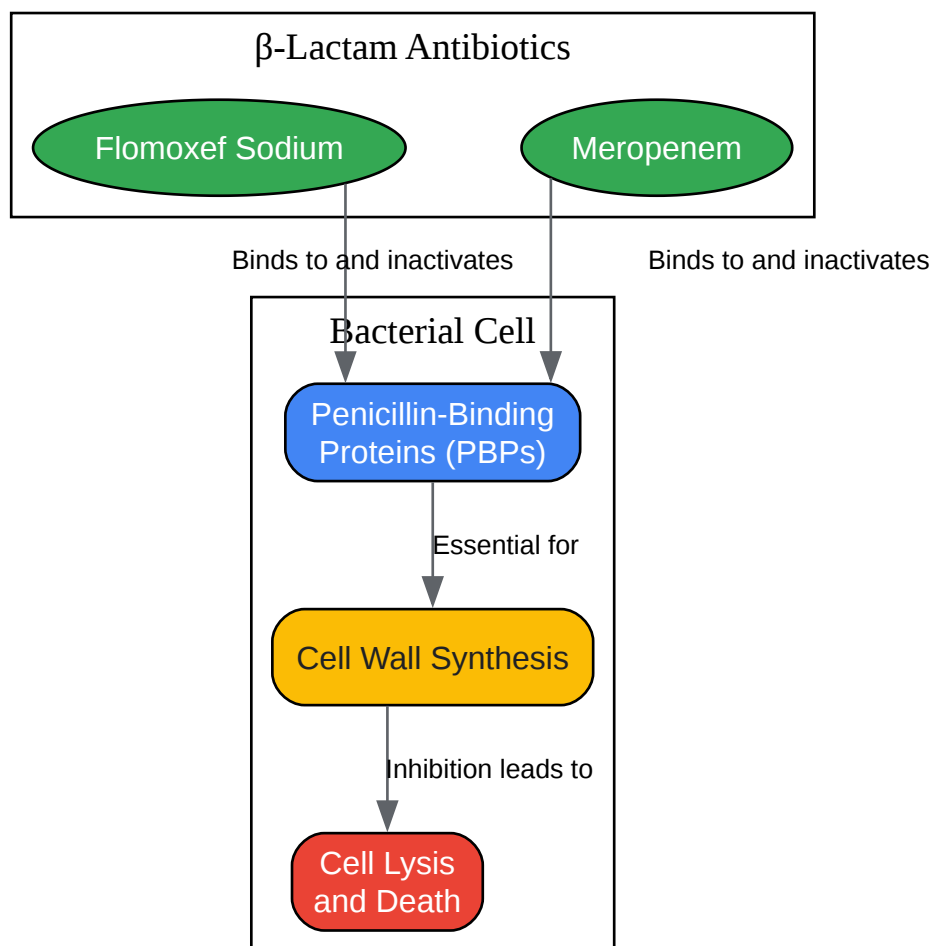 β-Lactam Antibiotics
Flomoxef Sodium
Meropenem
Binds to and inactivates
Binds to and inactivates
Bacterial Cell
Penicillin-Binding
Proteins (PBPs)
Essential for
Cell Wall Synthesis
Inhibition leads to
Cell Lysis
and Death